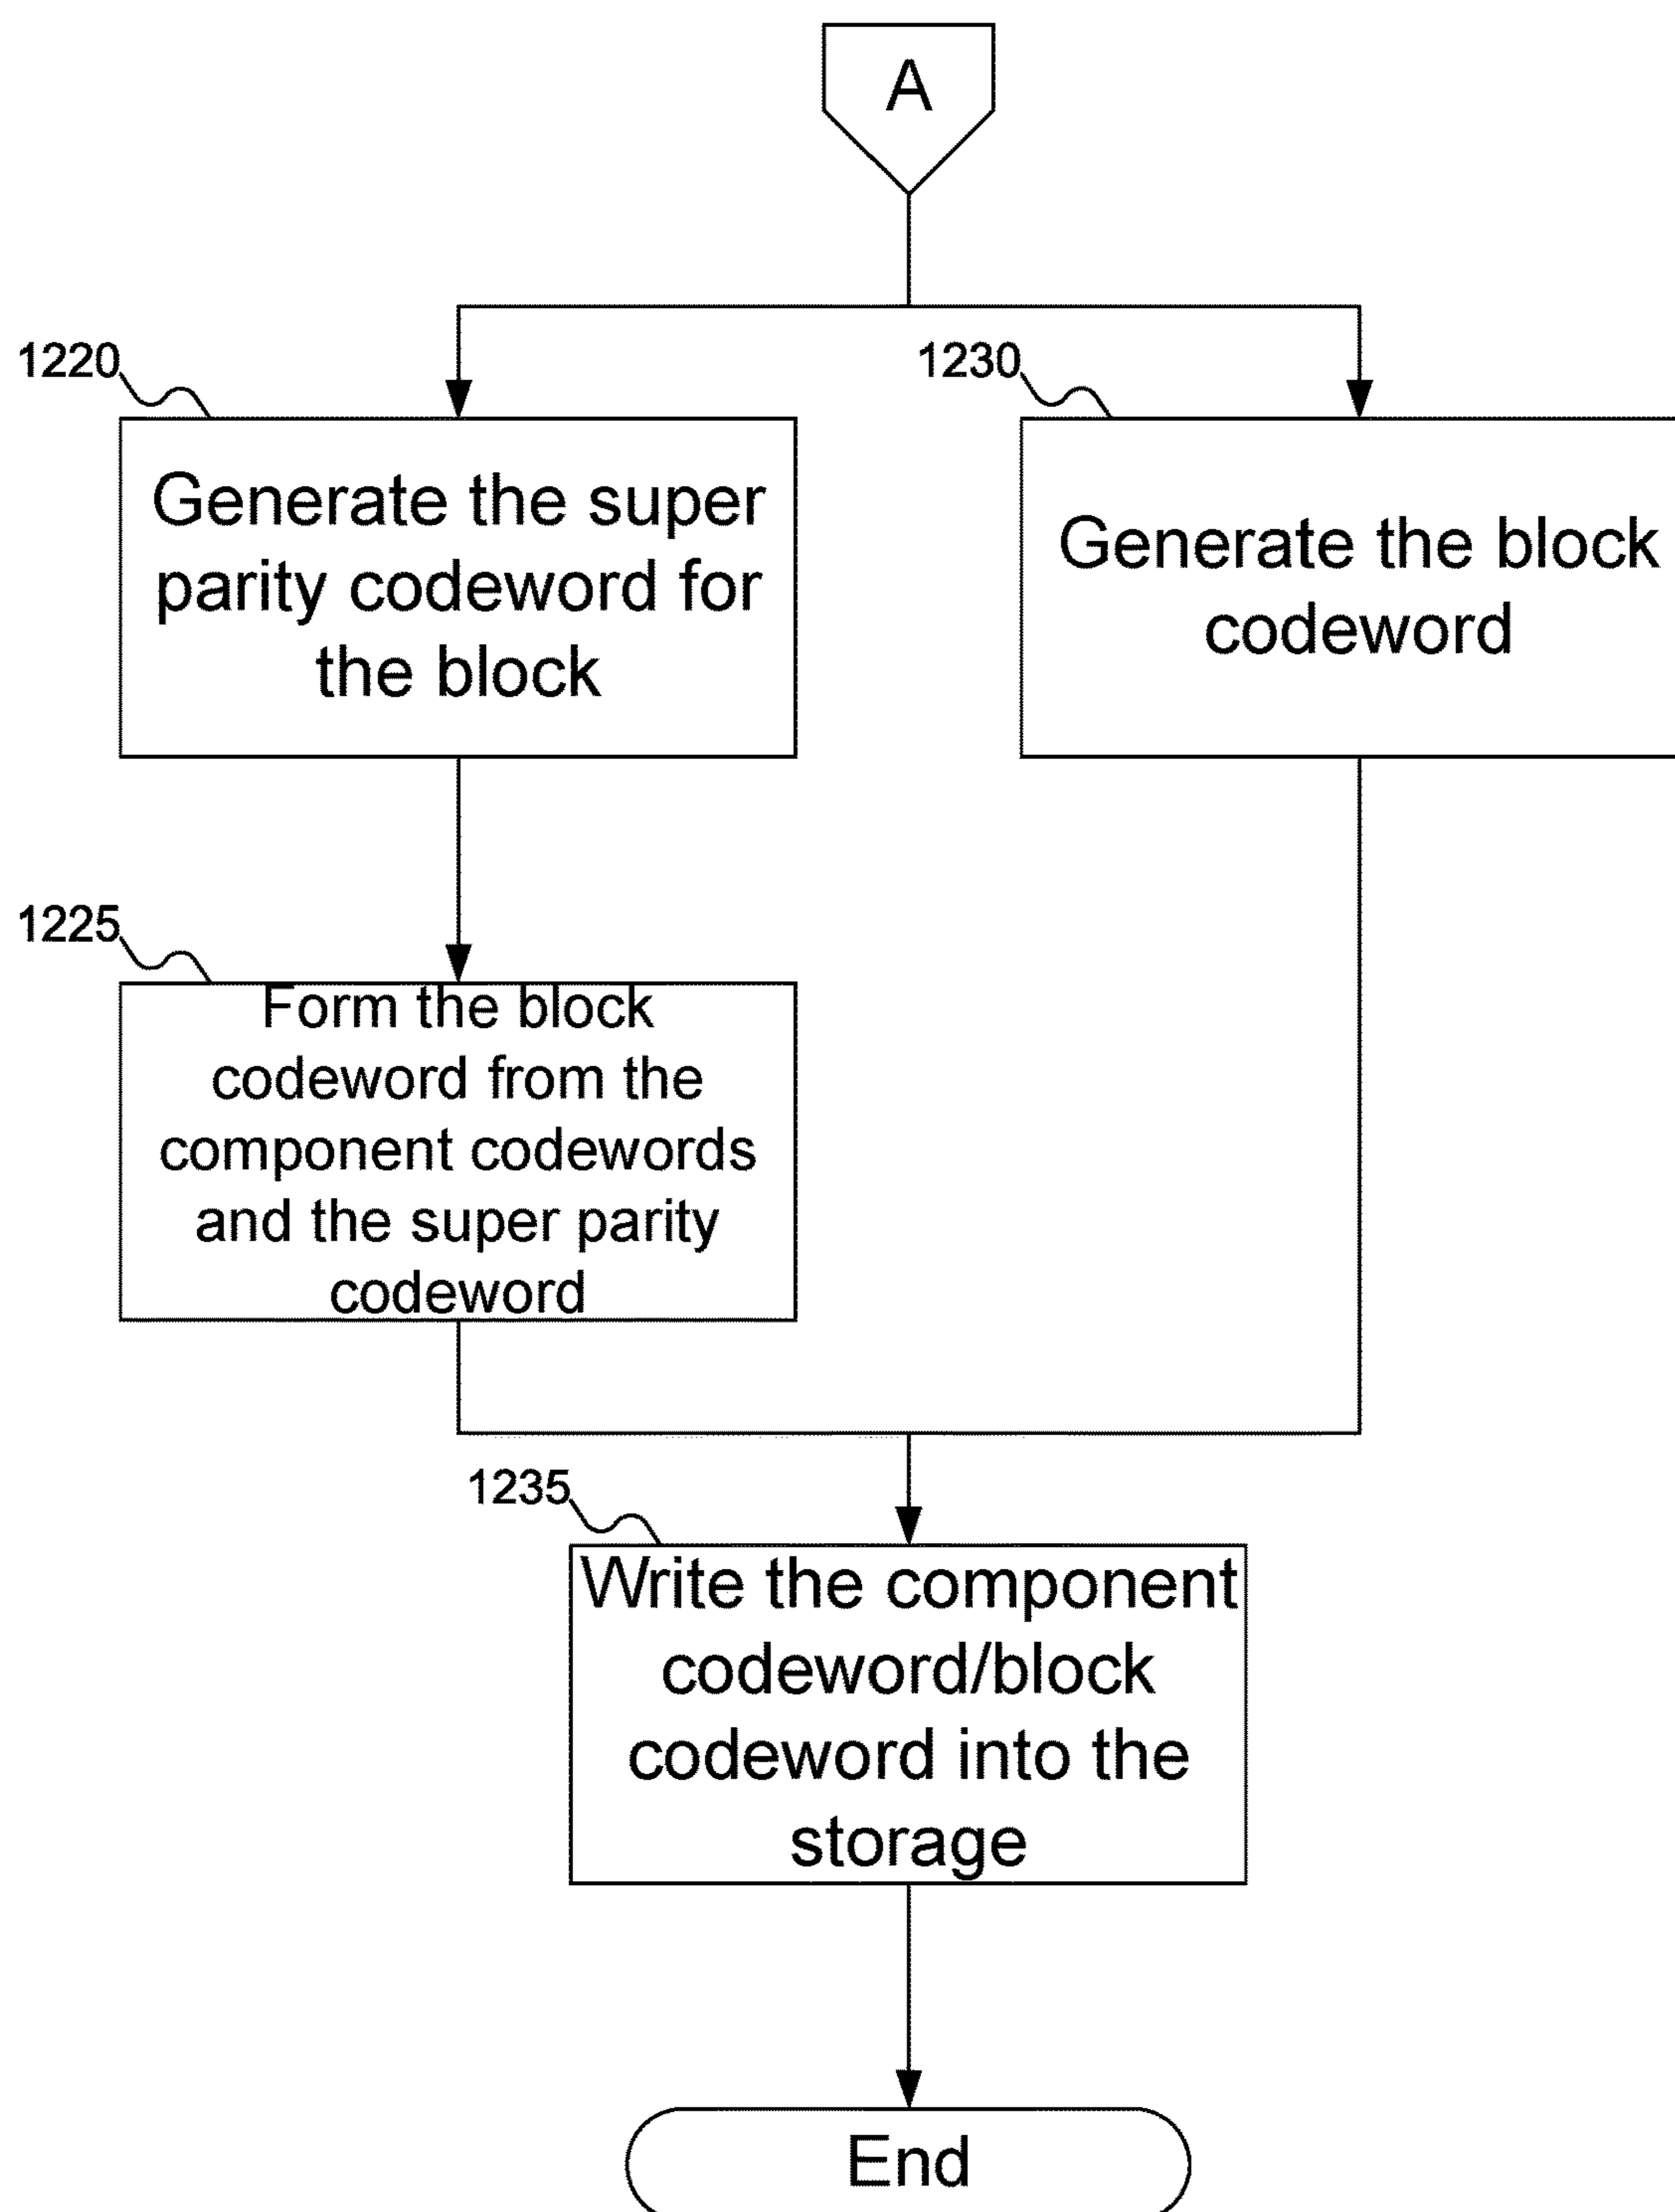 A
1220
Generate the super
parity codeword for
the block
1230
Generate the block
codeword
1225
Form the block
codeword from the
component codewords
and the super parity
codeword
1235
Write the component
codeword/block
codeword into the
storage
End